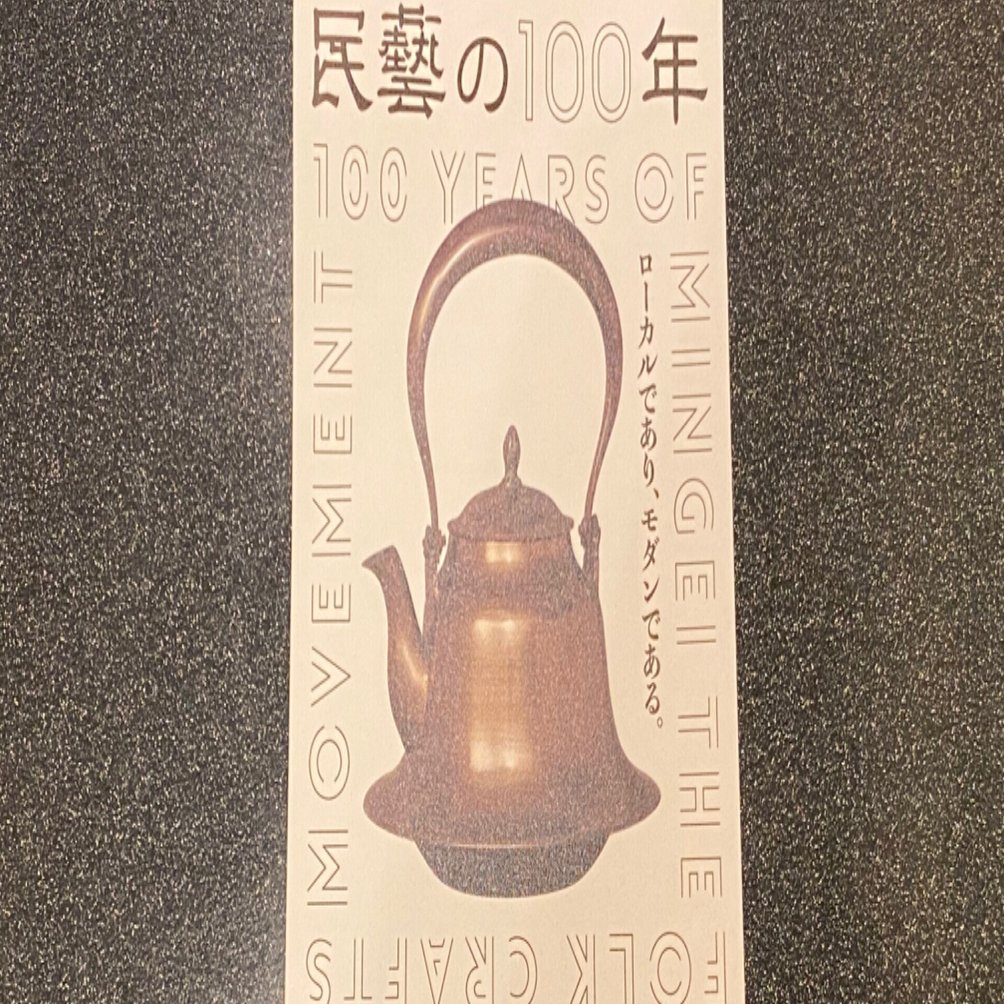 民藝の100年
100 YEARS OF
MINGEI THE
FOLK CRAFTS
MOVEMENT
ローカルであり、モダンである。